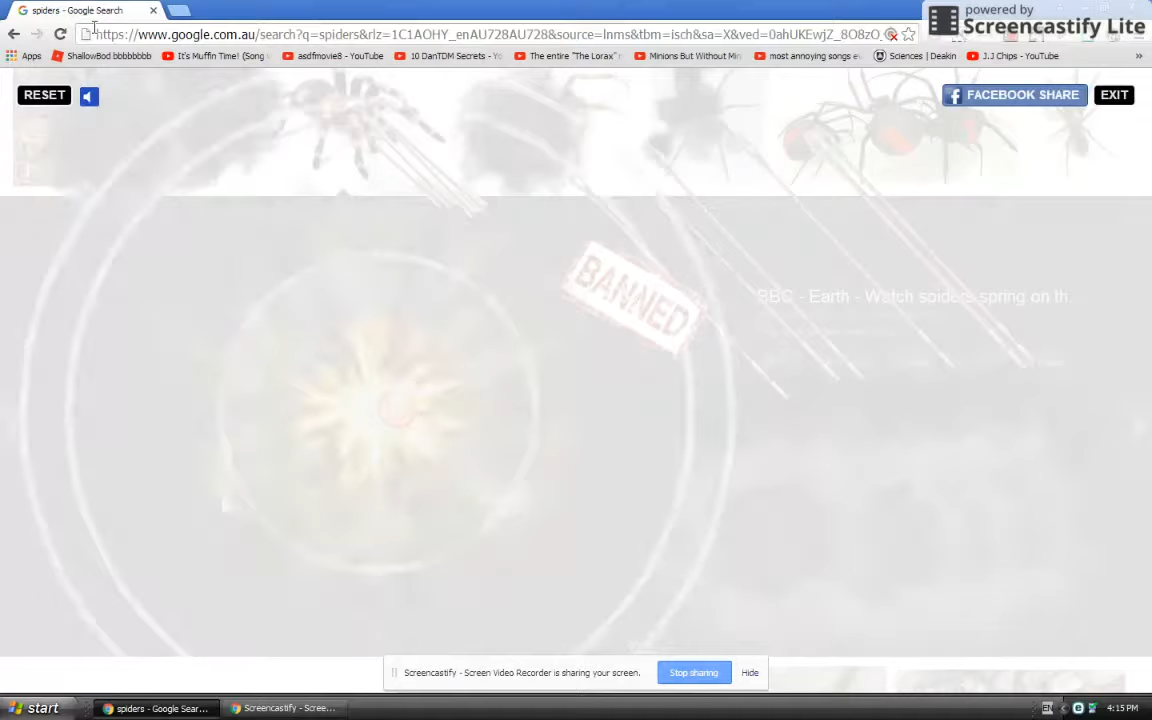 spiders - Google Search
powered by
Screencastify Lite
https://www.google.com.au/search?q=spiders&rlz=1C1AOHY_enAU728AU728&source=lnms&tbm=isch&sa=X&ved=0ahUKEwjZ_8O8zO_
Apps ShallowBod bbbbbbbb It's Muffin Time! (Song asdfmovie8 - YouTube 10 DanTDM Secrets - Yo The entire "The Lorax" r Minions But Without Min most annoying songs ev Sciences | Deakin J.J Chips - YouTube »
RESET FACEBOOK SHARE EXIT
BANNED
BBC - Earth - Watch spiders spring on th...
Screencastify - Screen Video Recorder is sharing your screen. Stop sharing Hide
start spiders - Google Sear... Screencastify - Scree... EN 4:15 PM